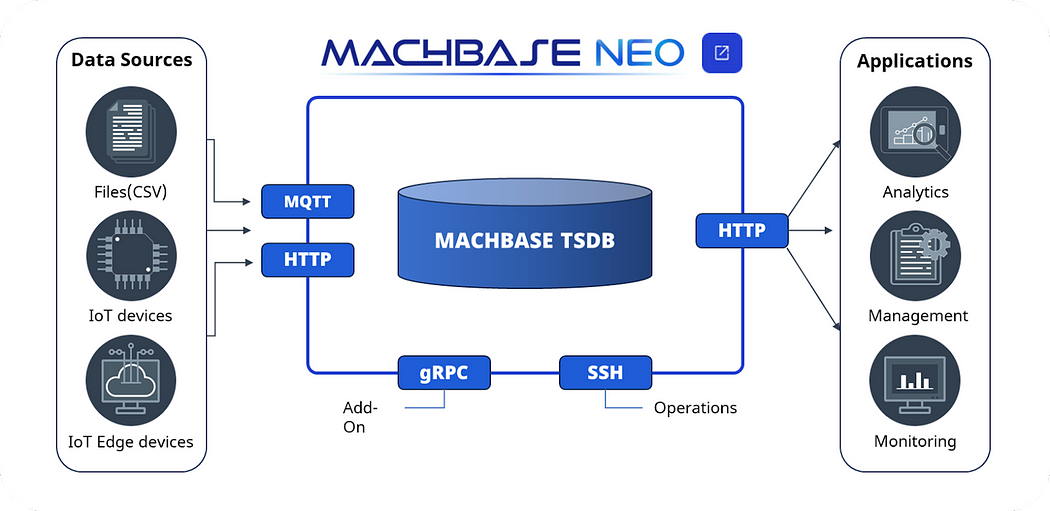 MACHBASE NEO
Data Sources
Files(CSV)
IoT devices
IoT Edge devices
MQTT
HTTP
MACHBASE TSDB
HTTP
gRPC
SSH
Add-
On
Operations
Applications
Analytics
Management
Monitoring